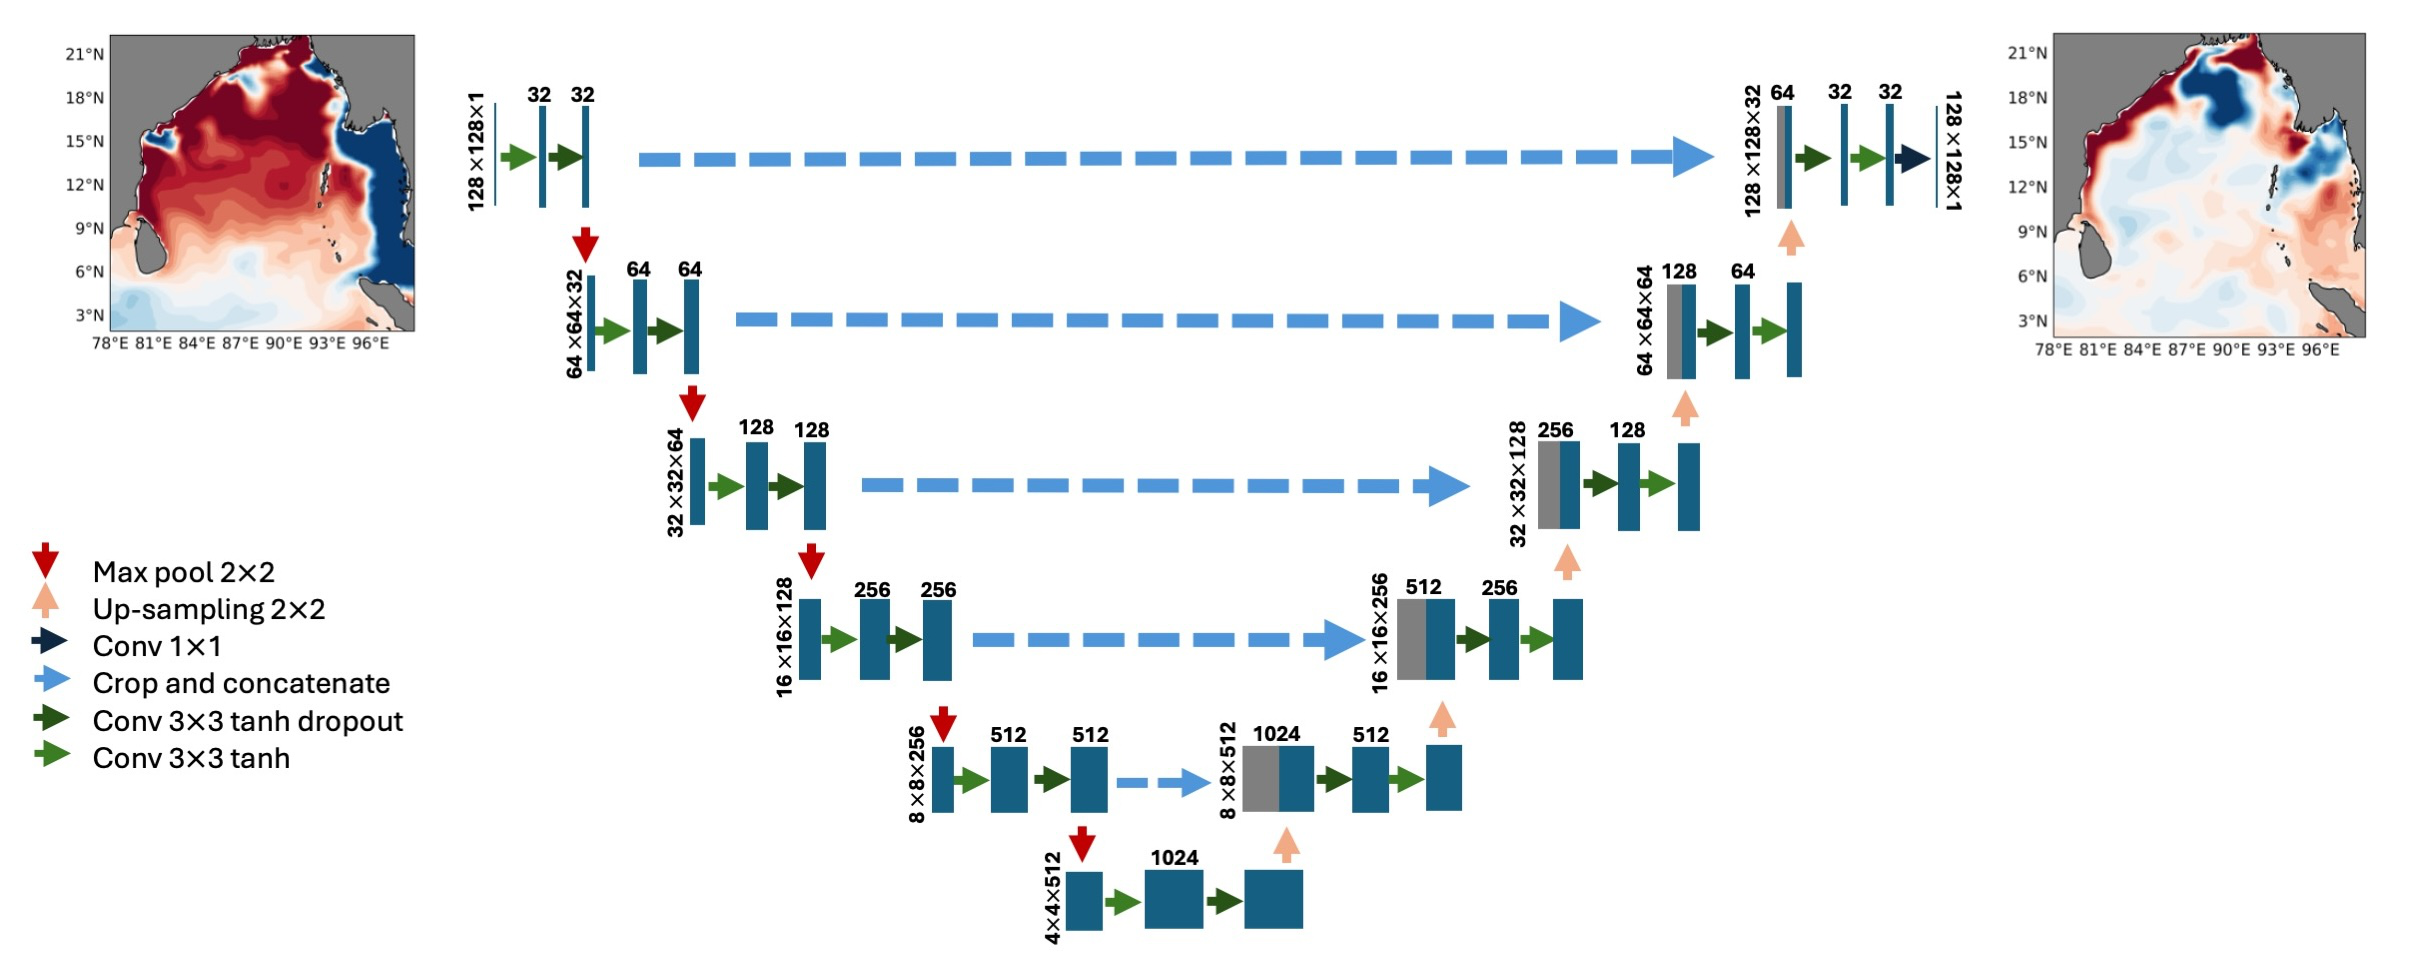 21°N
18°N
15°N
12°N
9°N
6°N
3°N
78°E 81°E 84°E 87°E 90°E 93°E 96°E
128×128×1
32
32
64×64×32
64
64
32×32×64
128
128
16×16×128
256
256
8×8×256
512
512
4×4×512
1024
8×8×512
1024
512
16×16×256
512
256
32×32×128
256
128
64×64×64
128
64
128×128×32
64
32
32
128×128×1
21°N
18°N
15°N
12°N
9°N
6°N
3°N
78°E 81°E 84°E 87°E 90°E 93°E 96°E
Max pool 2×2
Up-sampling 2×2
Conv 1×1
Crop and concatenate
Conv 3×3 tanh dropout
Conv 3×3 tanh